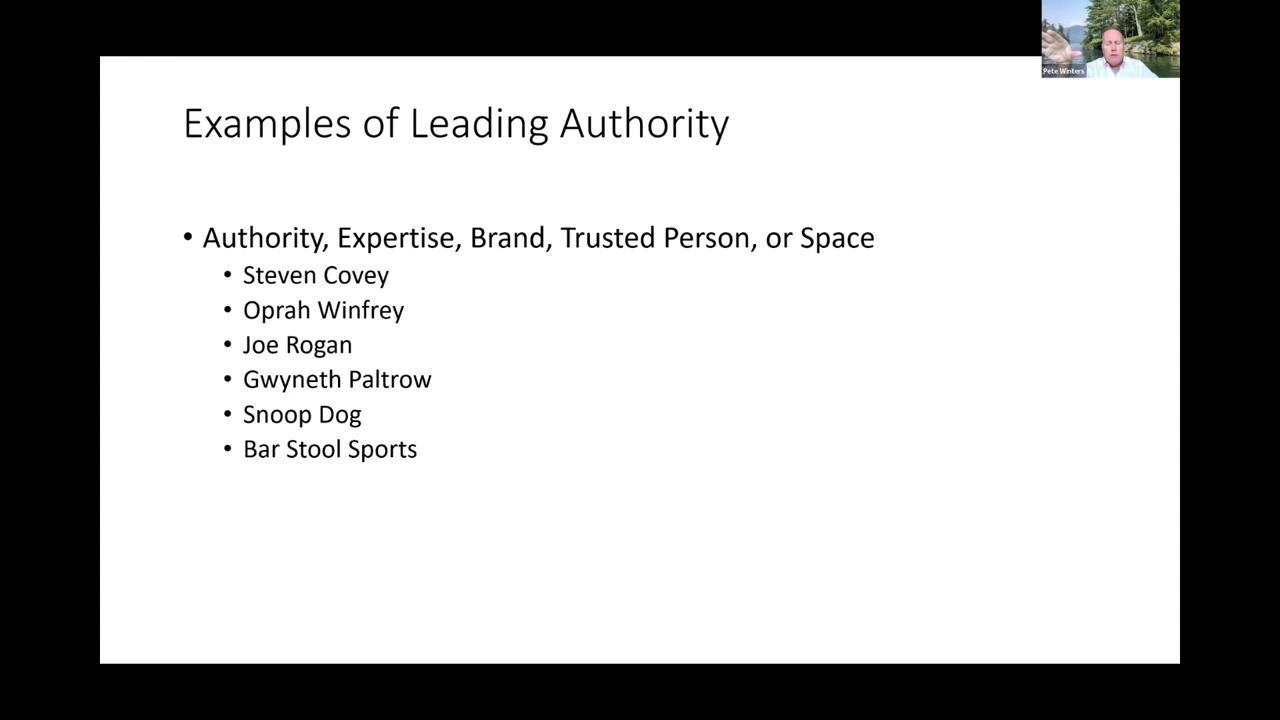 Pete Winters
Examples of Leading Authority
• Authority, Expertise, Brand, Trusted Person, or Space
• Steven Covey
• Oprah Winfrey
• Joe Rogan
• Gwyneth Paltrow
• Snoop Dog
• Bar Stool Sports